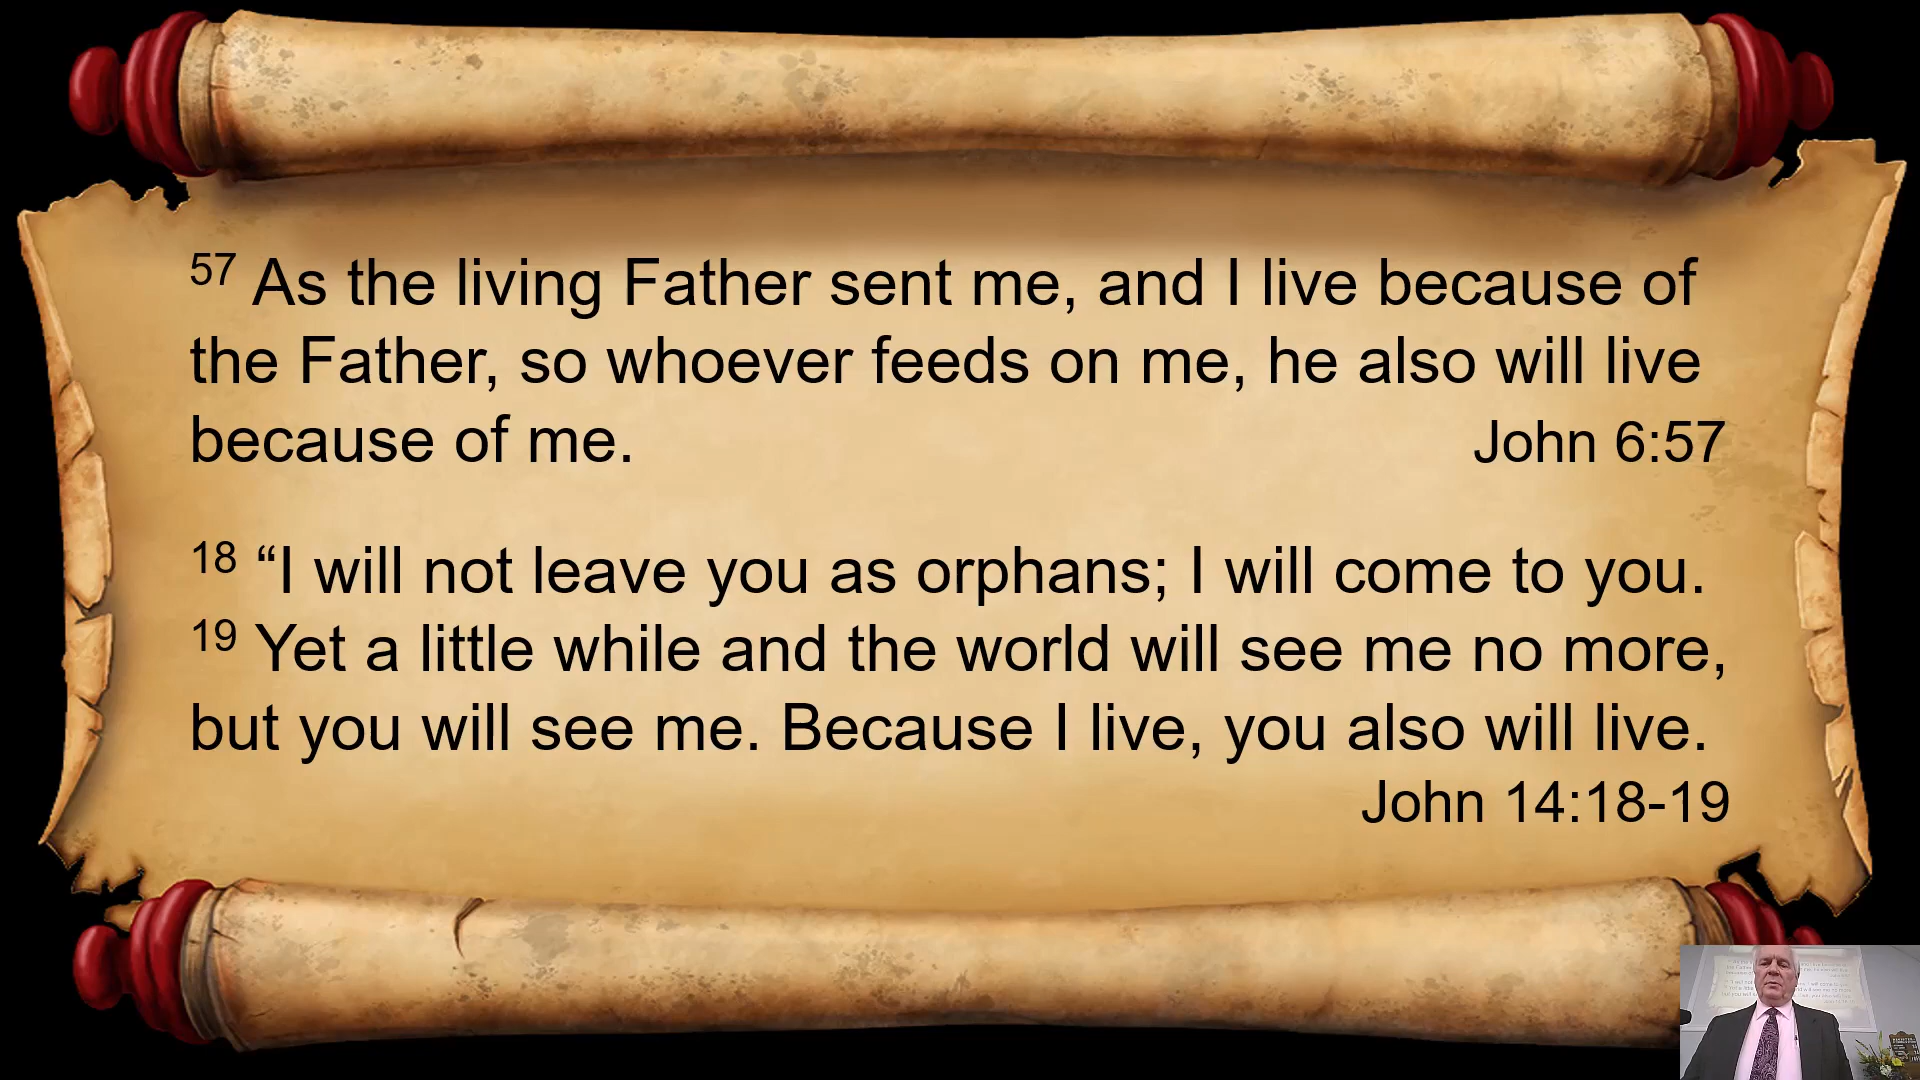 57 As the living Father sent me, and I live because of
the Father, so whoever feeds on me, he also will live
because of me. John 6:57
18 “I will not leave you as orphans; I will come to you.
19 Yet a little while and the world will see me no more,
but you will see me. Because I live, you also will live.
John 14:18-19